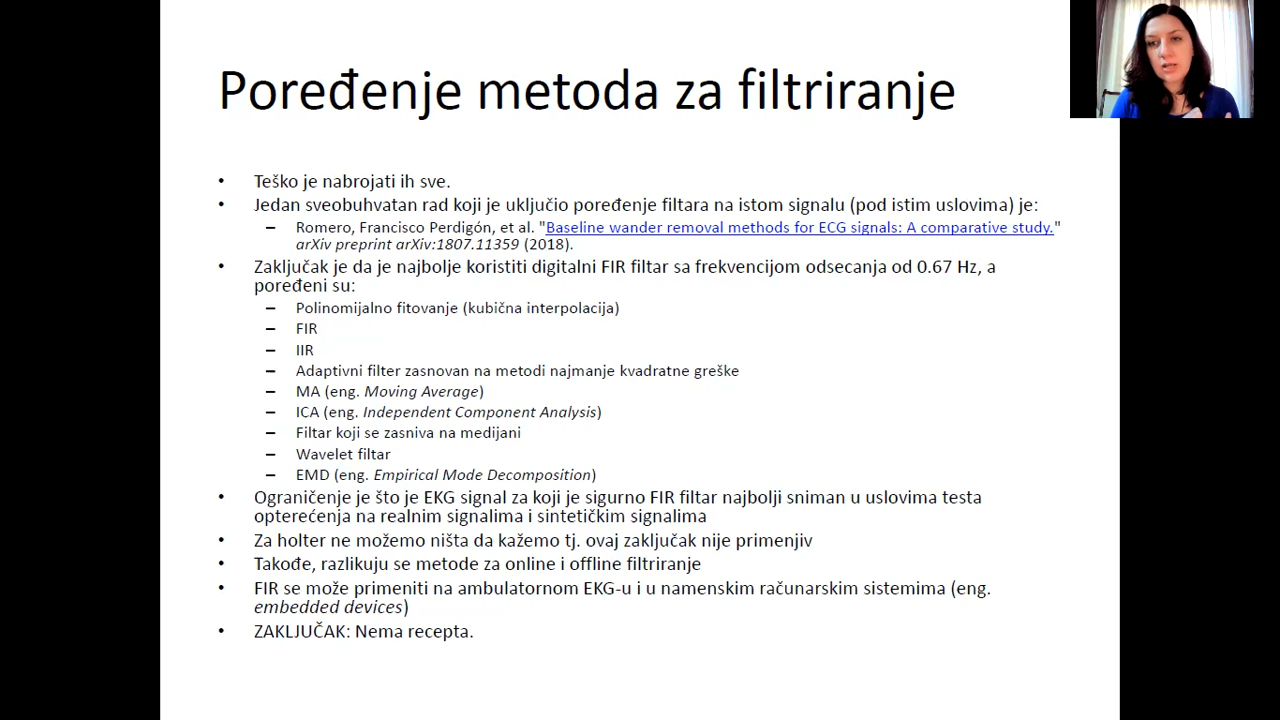 Poređenje metoda za filtriranje
• Teško je nabrojati ih sve.
• Jedan sveobuhvatan rad koji je uključio poređenje filtara na istom signalu (pod istim uslovima) je:
– Romero, Francisco Perdigón, et al. "Baseline wander removal methods for ECG signals: A comparative study."
arXiv preprint arXiv:1807.11359 (2018).
• Zaključak je da je najbolje koristiti digitalni FIR filtar sa frekvencijom odsecanja od 0.67 Hz, a
poređeni su:
– Polinomijalno fitovanje (kubična interpolacija)
– FIR
– IIR
– Adaptivni filter zasnovan na metodi najmanje kvadratne greške
– MA (eng. Moving Average)
– ICA (eng. Independent Component Analysis)
– Filtar koji se zasniva na medijani
– Wavelet filtar
– EMD (eng. Empirical Mode Decomposition)
• Ograničenje je što je EKG signal za koji je sigurno FIR filtar najbolji sniman u uslovima testa
opterećenja na realnim signalima i sintetičkim signalima
• Za holter ne možemo ništa da kažemo tj. ovaj zaključak nije primenjiv
• Takođe, razlikuju se metode za online i offline filtriranje
• FIR se može primeniti na ambulatornom EKG-u i u namenskim računarskim sistemima (eng.
embedded devices)
• ZAKLJUČAK: Nema recepta.